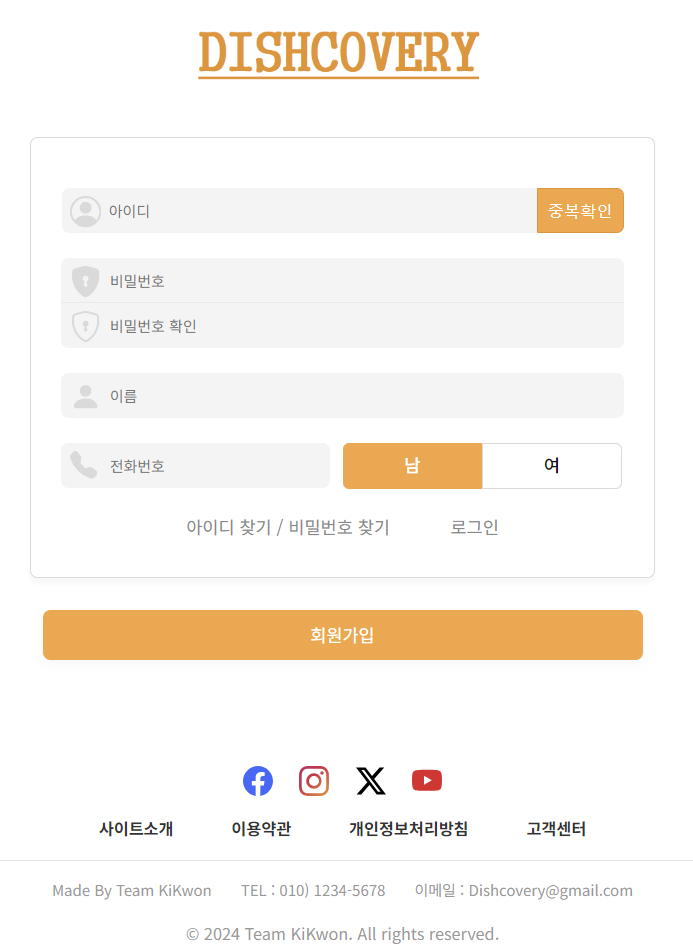 DISHCOVERY
아이디 중복확인
비밀번호
비밀번호 확인
이름
전화번호 남 여
아이디 찾기 / 비밀번호 찾기 로그인
회원가입
사이트소개 이용약관 개인정보처리방침 고객센터
Made By Team KiKwon TEL : 010) 1234-5678 이메일 : Dishcovery@gmail.com
© 2024 Team KiKwon. All rights reserved.